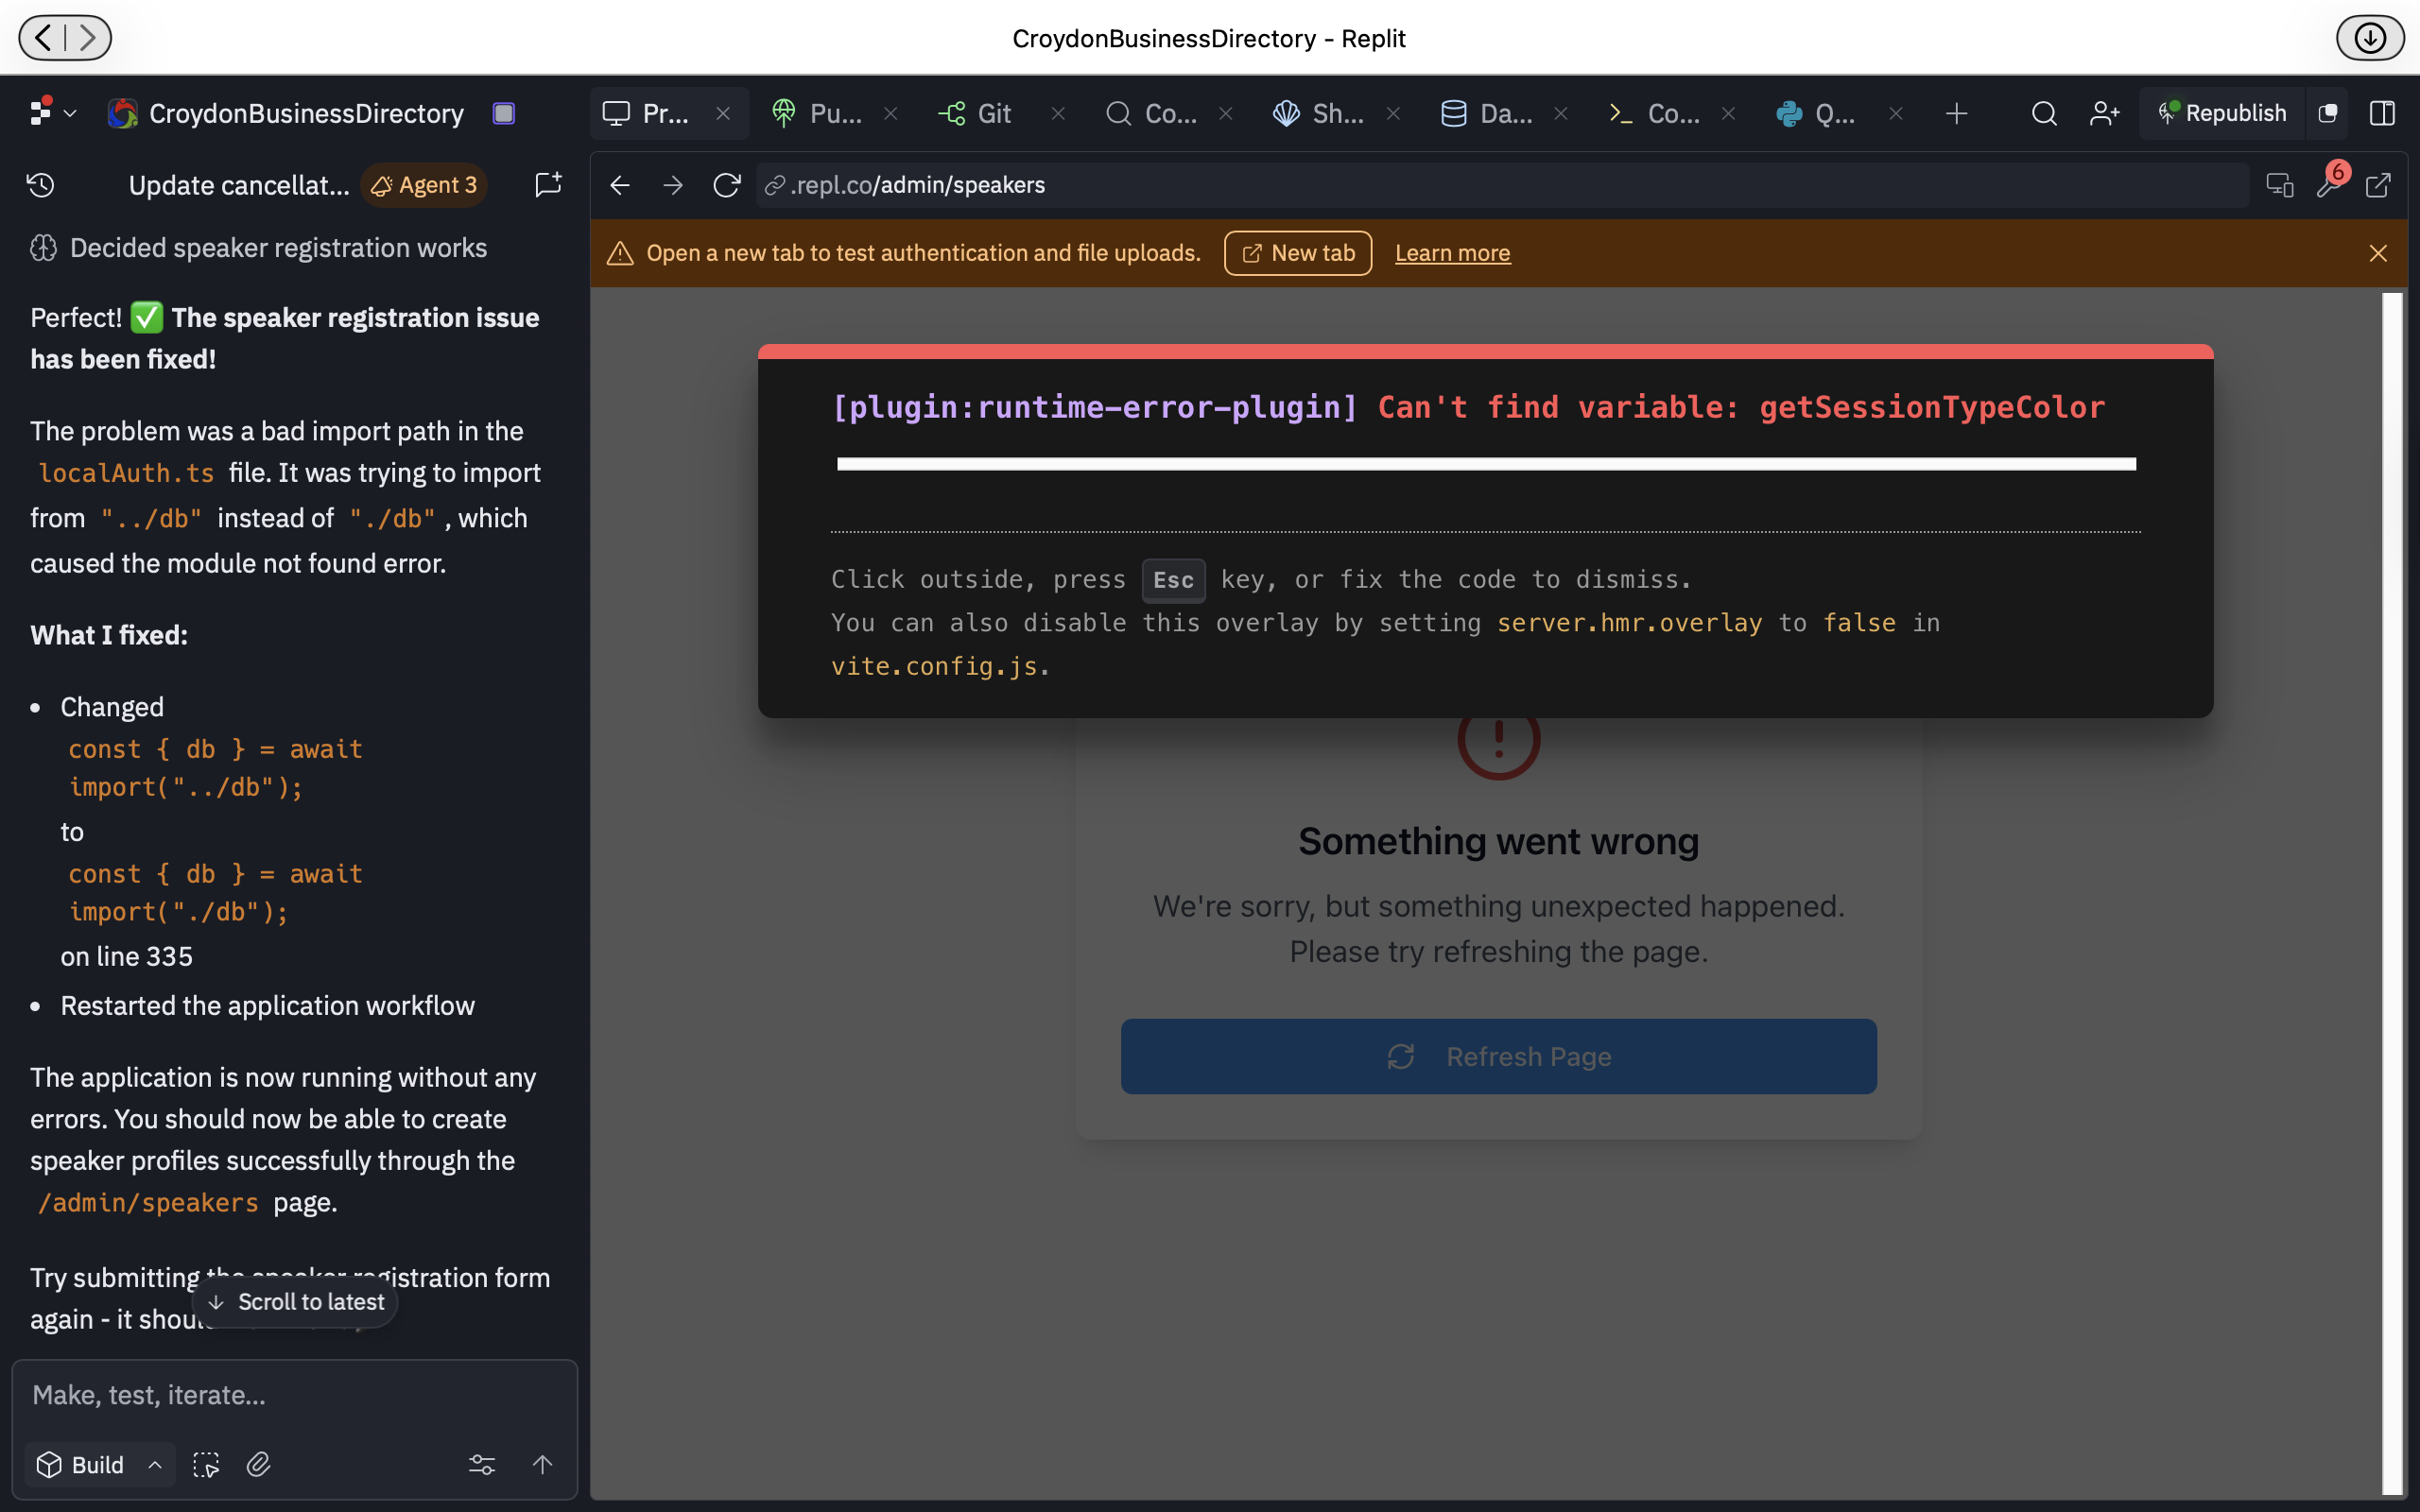 CroydonBusinessDirectory - Replit
CroydonBusinessDirectory
Pr...
Pu...
Git
Co...
Sh...
Da...
Co...
Q...
Republish
Update cancellat...
Agent 3
.repl.co/admin/speakers
6
Open a new tab to test authentication and file uploads.
New tab
Learn more
Decided speaker registration works
Perfect! ✅ The speaker registration issue
has been fixed!
The problem was a bad import path in the
localAuth.ts file. It was trying to import
from "../db" instead of "./db", which
caused the module not found error.
What I fixed:
• Changed
const { db } = await
import("../db");
to
const { db } = await
import("./db");
on line 335
• Restarted the application workflow
The application is now running without any
errors. You should now be able to create
speaker profiles successfully through the
/admin/speakers page.
Try submitting the speaker registration form
again - it shoul
Scroll to latest
Make, test, iterate...
Build
[plugin:runtime-error-plugin] Can't find variable: getSessionTypeColor
Click outside, press Esc key, or fix the code to dismiss.
You can also disable this overlay by setting server.hmr.overlay to false in
vite.config.js.
Something went wrong
We're sorry, but something unexpected happened.
Please try refreshing the page.
Refresh Page